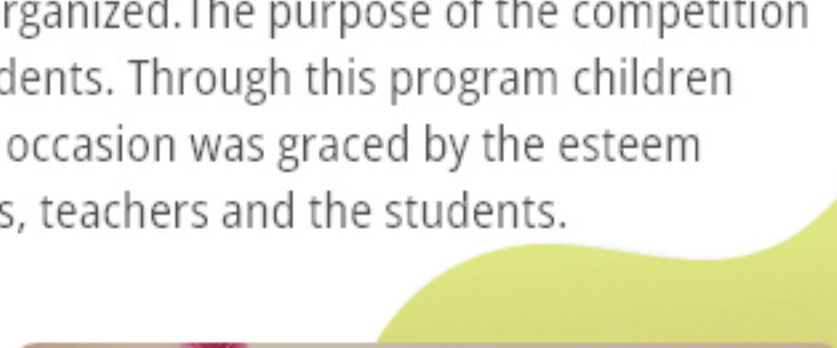 rganized.The purpose of the competition
dents. Through this program children
occasion was graced by the esteem
s, teachers and the students.